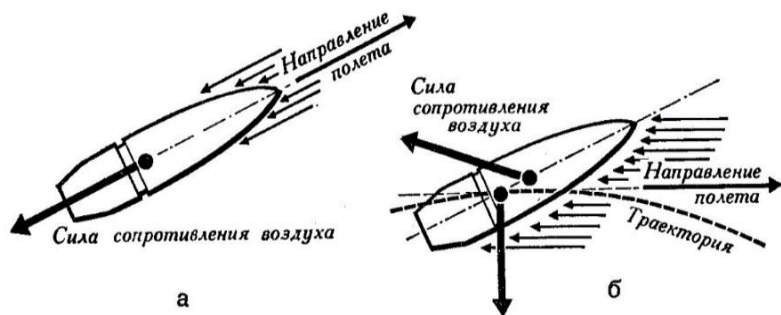 Направление
полета
Сила сопротивления воздуха
а
Сила
сопротивления
воздуха
Направление
полета
Траектория
б